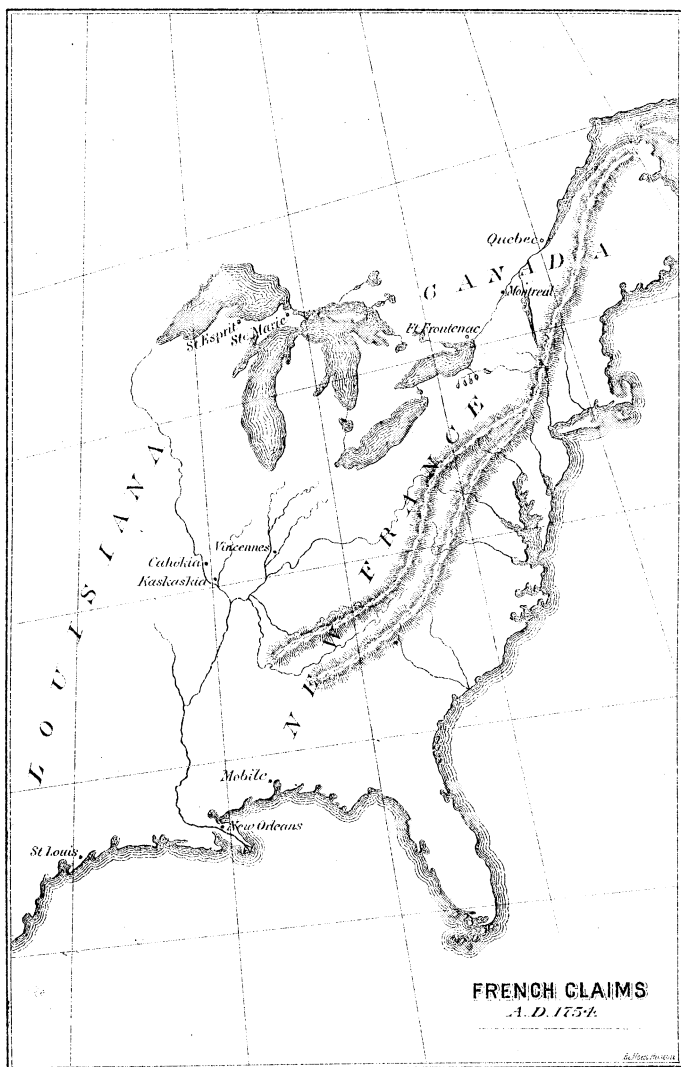 Quebec
CANADA
Montreal
Ft. Frontenac
St Esprit
Ste Marie
LOUISIANA
NEW FRANCE
Vincennes
Cahokia
Kaskaskia
Mobile
New Orleans
St Louis
FRENCH CLAIMS
A.D. 1754.